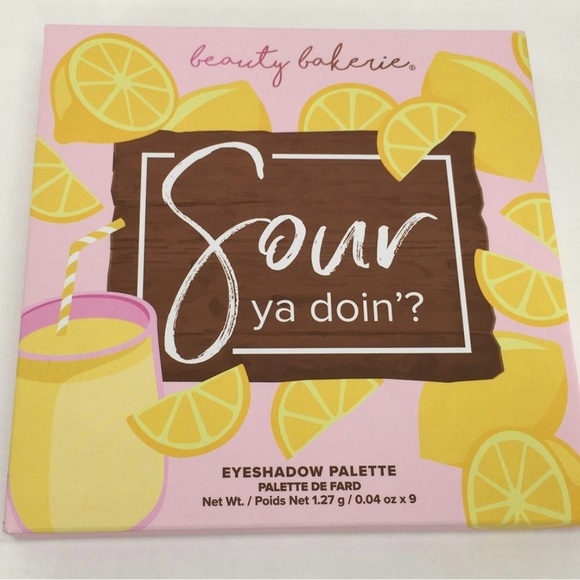 beauty bakerie®
Sour
ya doin'?
EYESHADOW PALETTE
PALETTE DE FARD
Net Wt. / Poids Net 1.27 g / 0.04 oz x 9